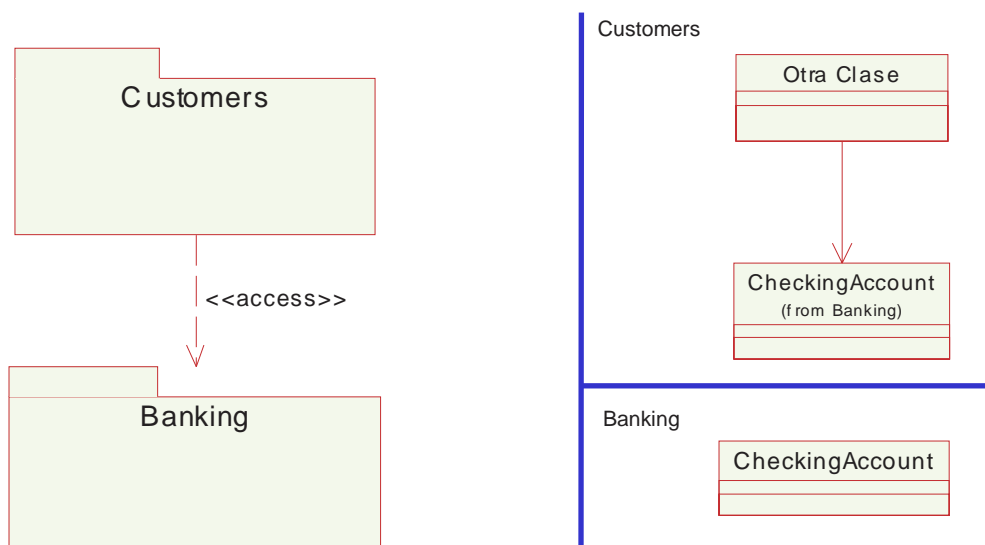 Customers
<<access>>
Banking
Customers
Otra Clase
CheckingAccount
(from Banking)
Banking
CheckingAccount